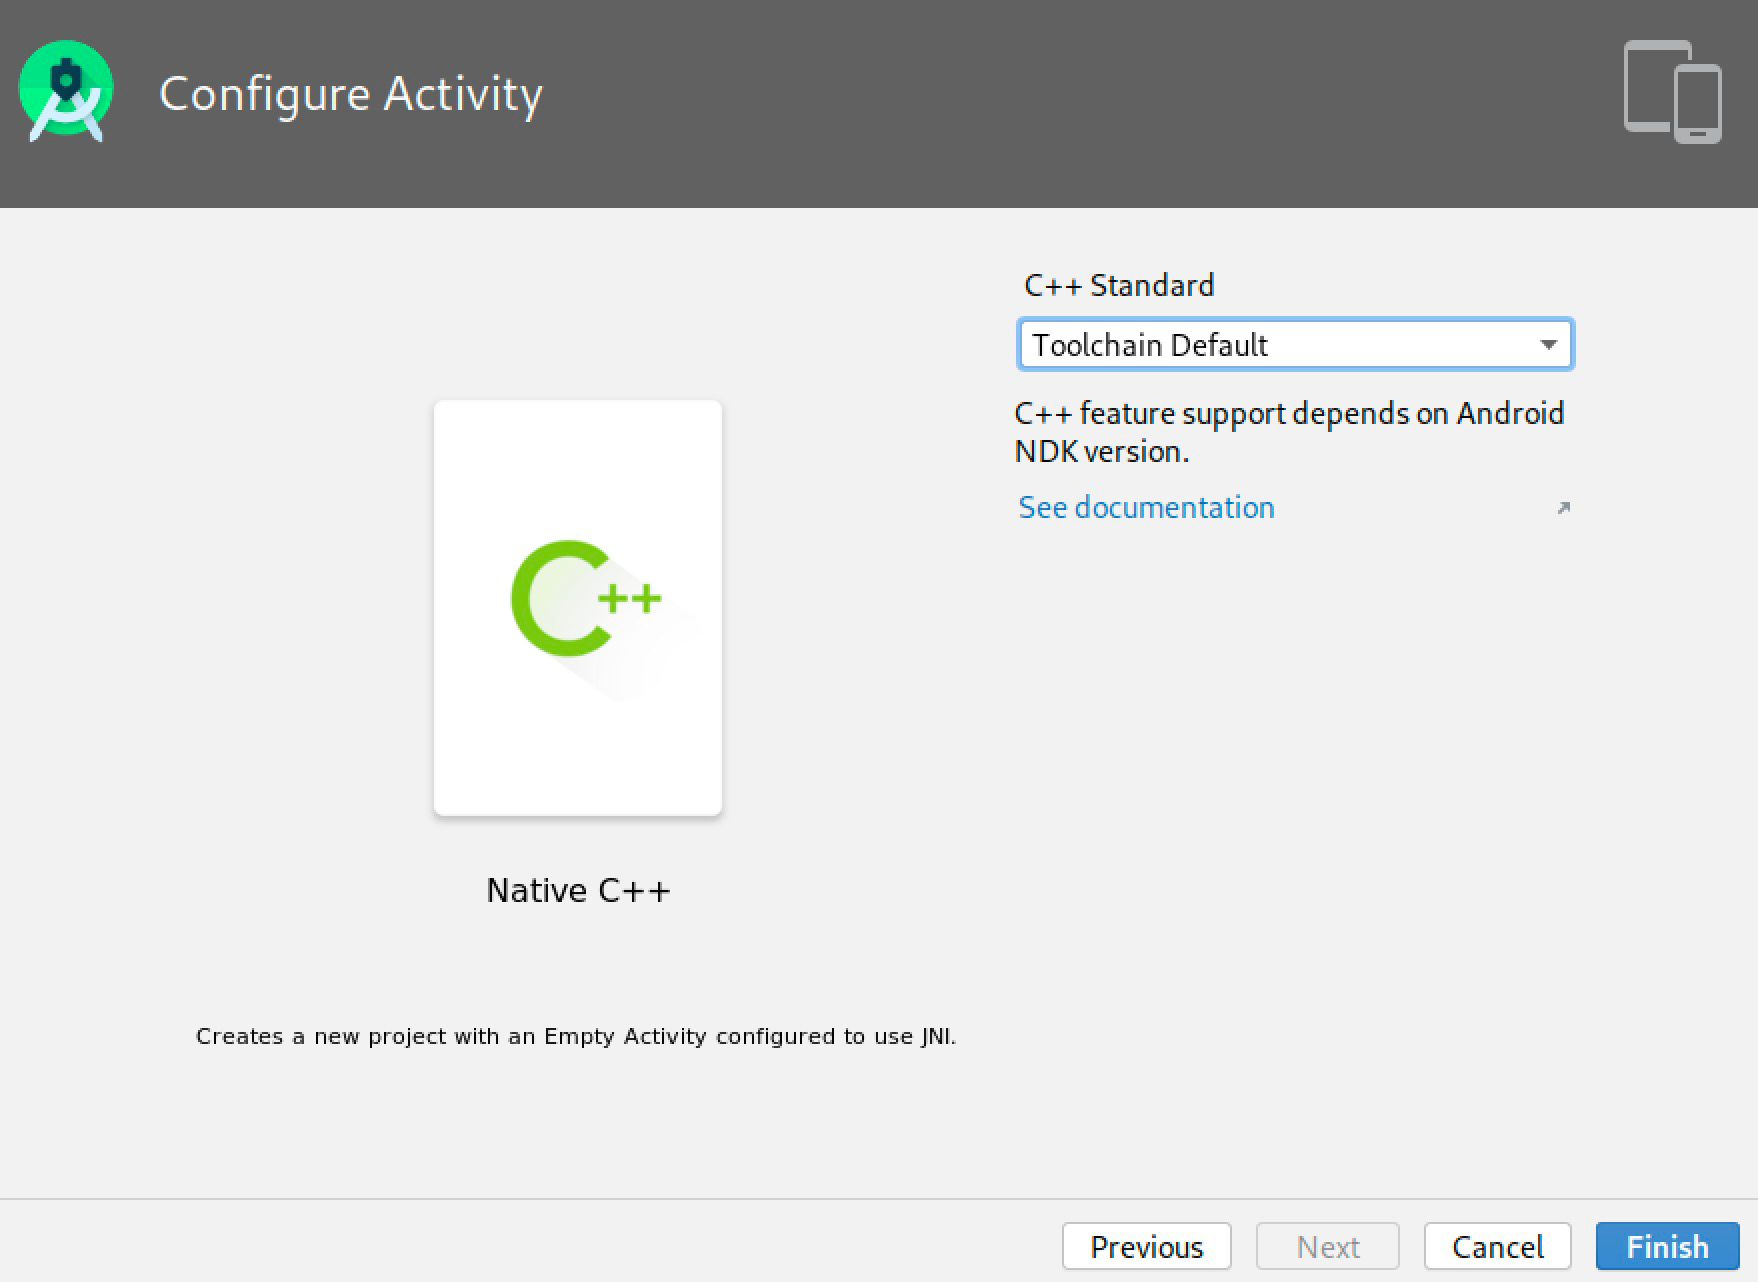 Configure Activity
C++ Standard
Toolchain Default
C++ feature support depends on Android
NDK version.
See documentation
C++
Native C++
Creates a new project with an Empty Activity configured to use JNI.
Previous
Next
Cancel
Finish